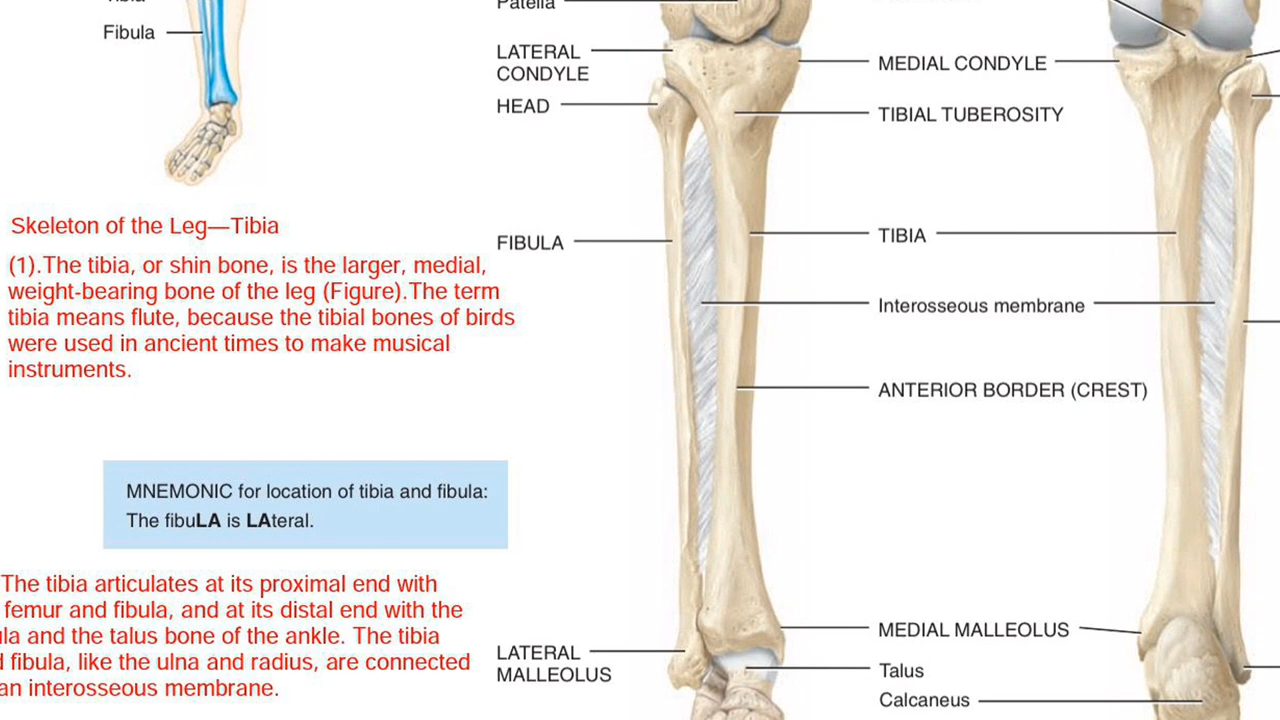 Fibula
Skeleton of the Leg—Tibia
(1).The tibia, or shin bone, is the larger, medial,
weight-bearing bone of the leg (Figure).The term
tibia means flute, because the tibial bones of birds
were used in ancient times to make musical
instruments.
MNEMONIC for location of tibia and fibula:
The fibuLA is LAteral.
The tibia articulates at its proximal end with
femur and fibula, and at its distal end with the
and the talus bone of the ankle. The tibia
fibula, like the ulna and radius, are connected
an interosseous membrane.
Patella
LATERAL
CONDYLE
HEAD
FIBULA
LATERAL
MALLEOLUS
MEDIAL CONDYLE
TIBIAL TUBEROSITY
TIBIA
Interosseous membrane
ANTERIOR BORDER (CREST)
MEDIAL MALLEOLUS
Talus
Calcaneus